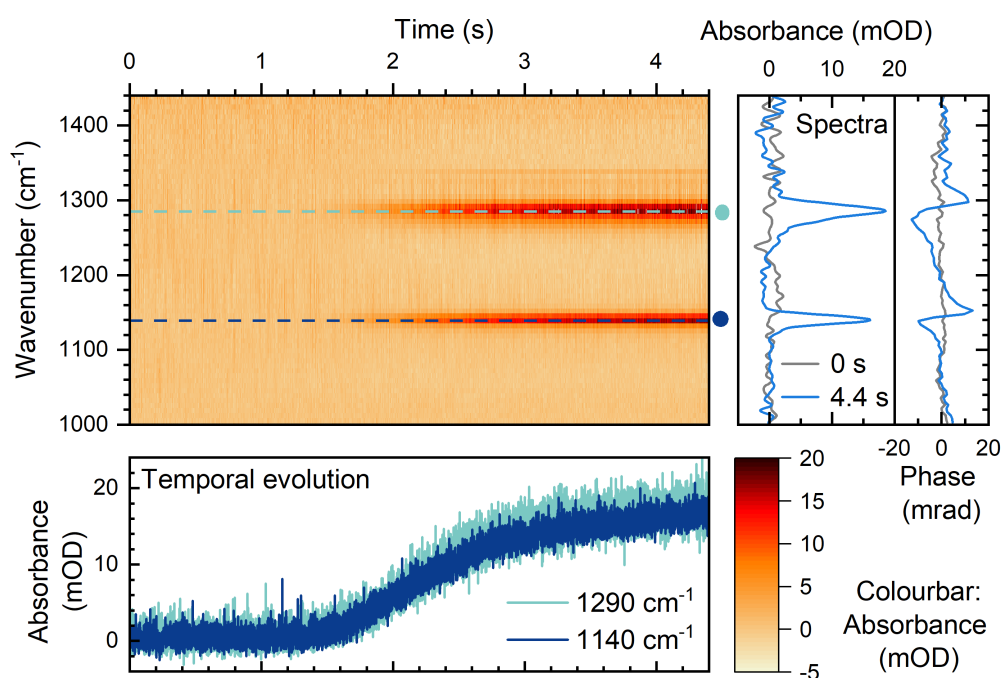 Time (s)
Absorbance (mOD)
0 1 2 3 4
0 10 20
Wavenumber (cm⁻¹)
1400
1300
1200
1100
1000
Spectra
0 s
4.4 s
-20 0 20
Phase
(mrad)
Temporal evolution
Absorbance
(mOD)
20
10
0
1290 cm⁻¹
1140 cm⁻¹
20
15
10
5
0
-5
Colourbar:
Absorbance
(mOD)